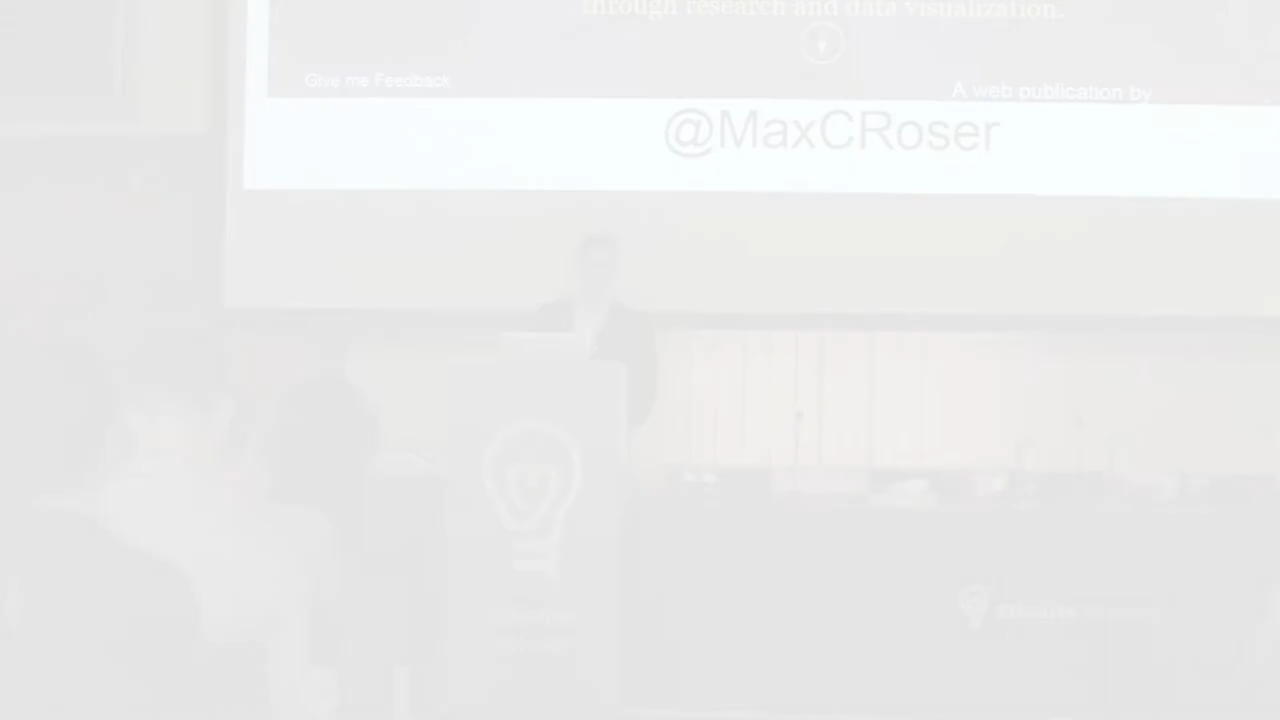 through research and data visualization.
Give me Feedback
A web publication by
@MaxCRoser